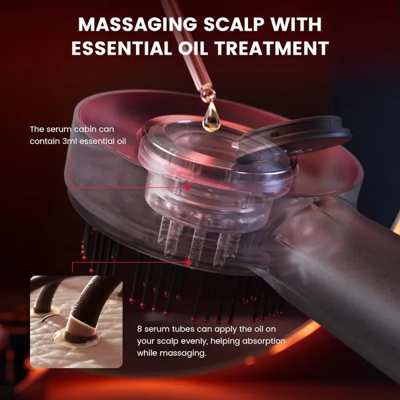 MASSAGING SCALP WITH
ESSENTIAL OIL TREATMENT
The serum cabin can
contain 3ml essential oil
8 serum tubes can apply the oil on
your scalp evenly, helping absorption
while massaging.